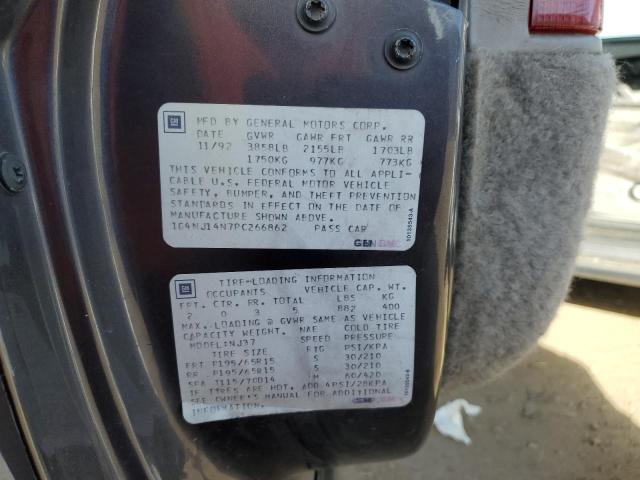 GM
MFD BY GENERAL MOTORS CORP.
DATE GVWR GAWR FRT GAWR RR
11/92 3858LB 2155LB 1703LB
1750KG 977KG 773KG
THIS VEHICLE CONFORMS TO ALL APPLI-
CABLE U.S. FEDERAL MOTOR VEHICLE
SAFETY, BUMPER, AND THEFT PREVENTION
STANDARDS IN EFFECT ON THE DATE OF
MANUFACTURE SHOWN ABOVE.
1G4NJ14N7PC266862 PASS CAR
GM
TIRE-LOADING INFORMATION
OCCUPANTS VEHICLE CAP. WT.
FRT. CTR. RR. TOTAL LBS KG
2 0 3 5 882 400
MAX. LOADING @ GVWR SAME AS VEHICLE
CAPACITY WEIGHT. NAE COLD TIRE
MODEL:NJ37 SPEED PRESSURE
TIRE SIZE RTG PSI/KPA
FRT P195/65R15 S 30/210
RR P195/65R15 S 30/210
SPA T115/70D14 M 60/420
IF TIRES ARE HOT, ADD 4PSI/28KPA
SEE OWNER'S MANUAL FOR ADDITIONAL
INFORMATION.